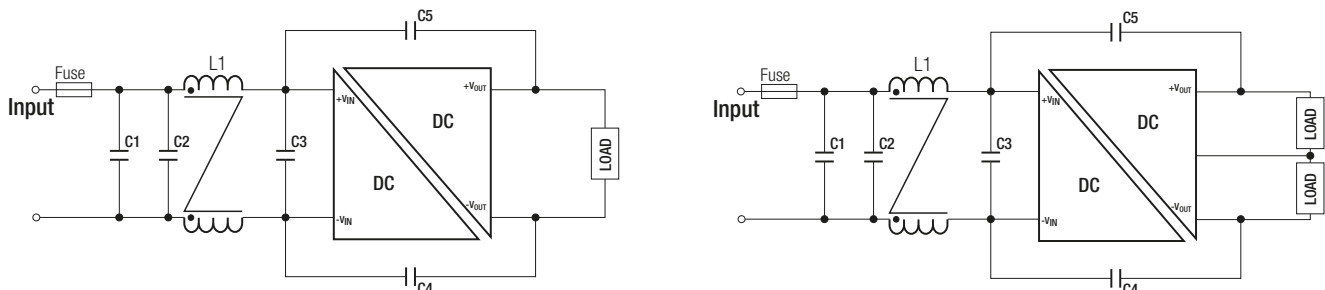 C5
Fuse
L1
Input
+VIN
+VOUT
DC
C1
C2
C3
LOAD
DC
-VIN
-VOUT
C4
C5
Fuse
L1
Input
+VIN
+VOUT
DC
LOAD
C1
C2
C3
DC
LOAD
-VIN
-VOUT
C4